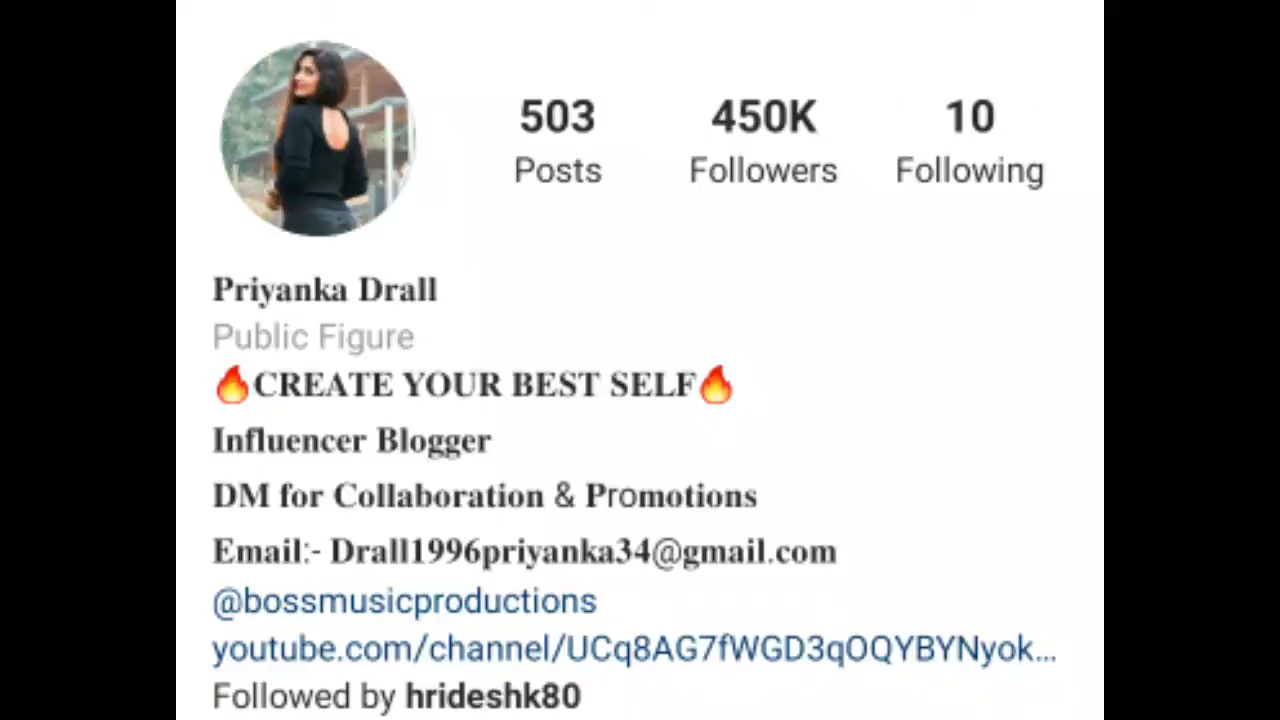 503 450K 10
Posts Followers Following
Priyanka Drall
Public Figure
🔥CREATE YOUR BEST SELF🔥
Influencer Blogger
DM for Collaboration & Promotions
Email:- Drall1996priyanka34@gmail.com
@bossmusicproductions
youtube.com/channel/UCq8AG7fWGD3qOQYBYNyok...
Followed by hrideshk80